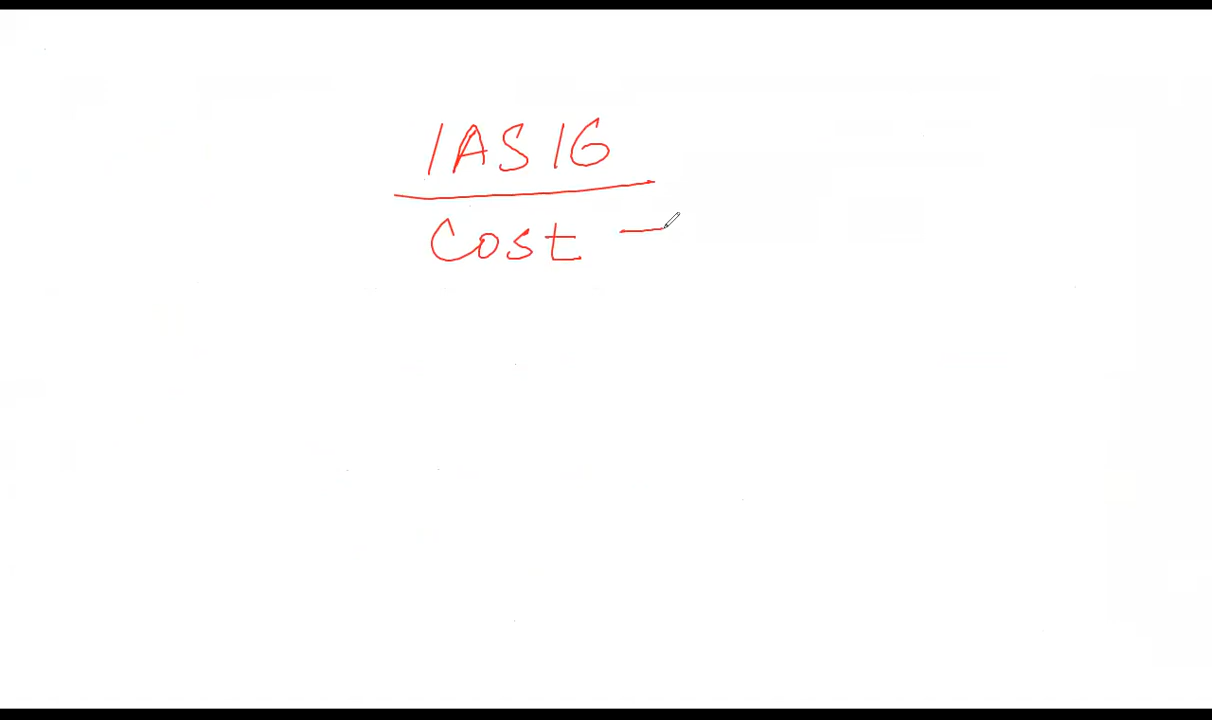 IAS 16
Cost —